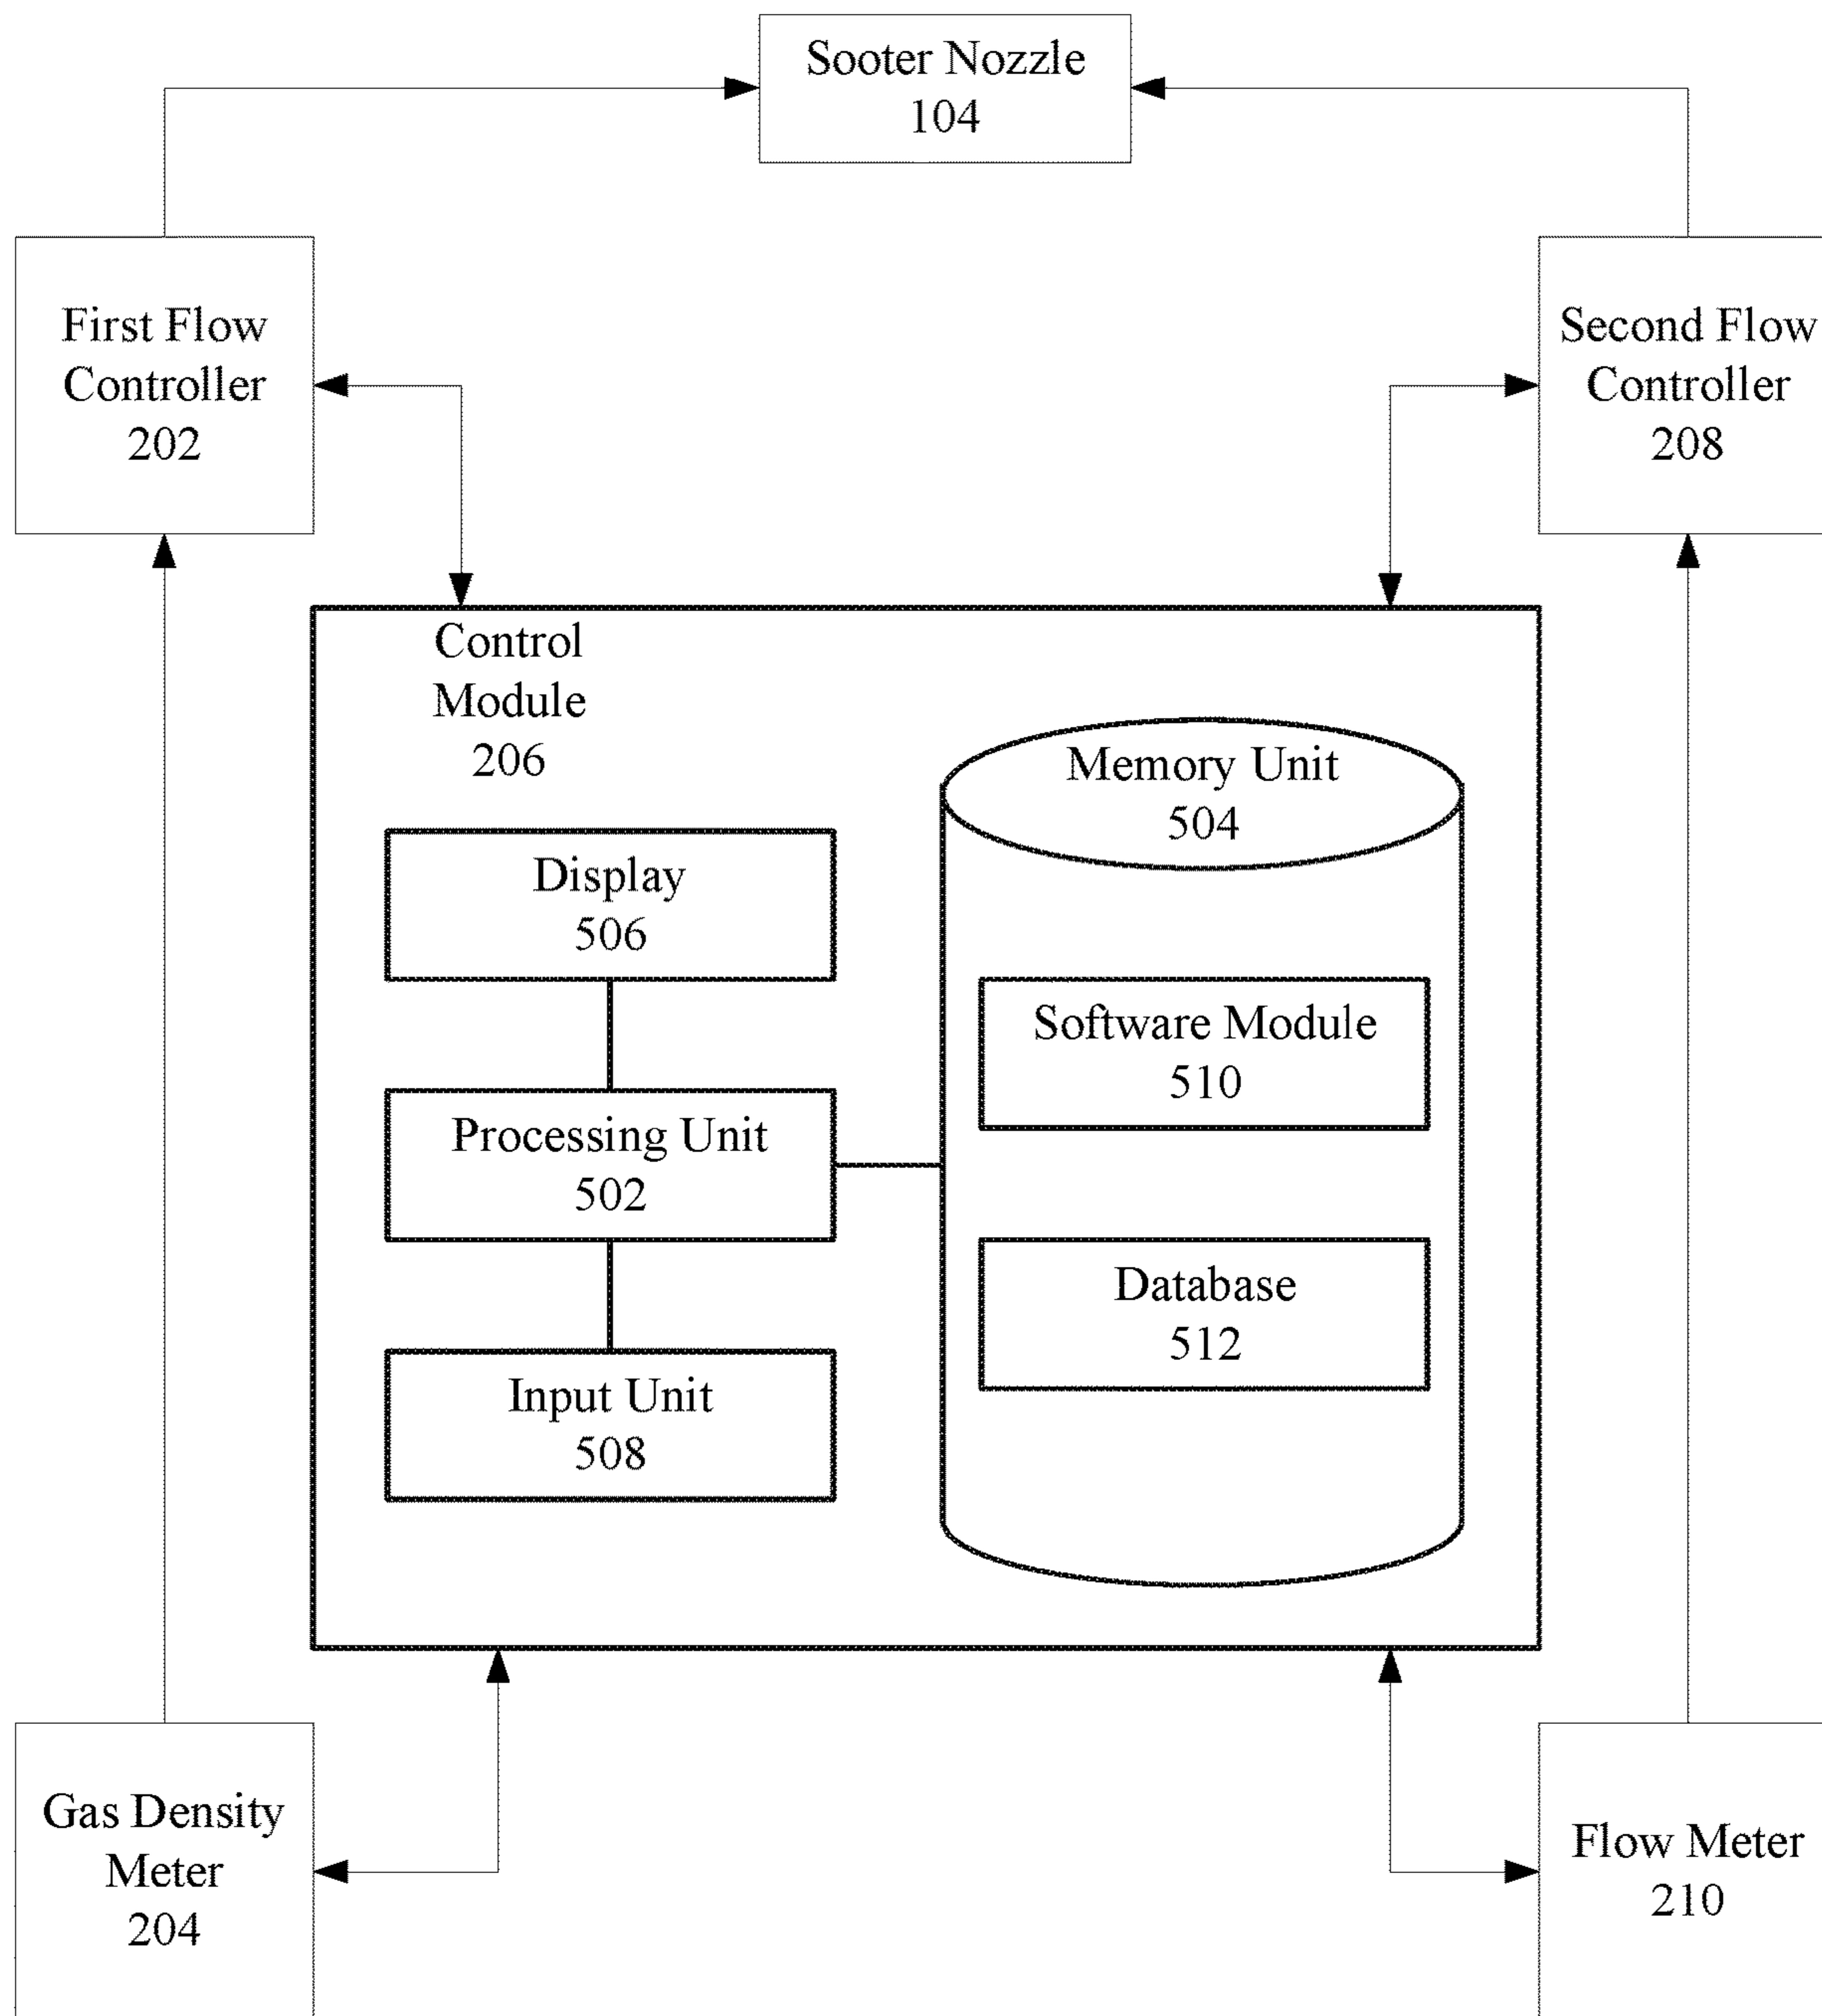 Sooter Nozzle
104
First Flow
Controller
202
Second Flow
Controller
208
Control
Module
206
Memory Unit
504
Display
506
Software Module
510
Processing Unit
502
Database
512
Input Unit
508
Gas Density
Meter
204
Flow Meter
210